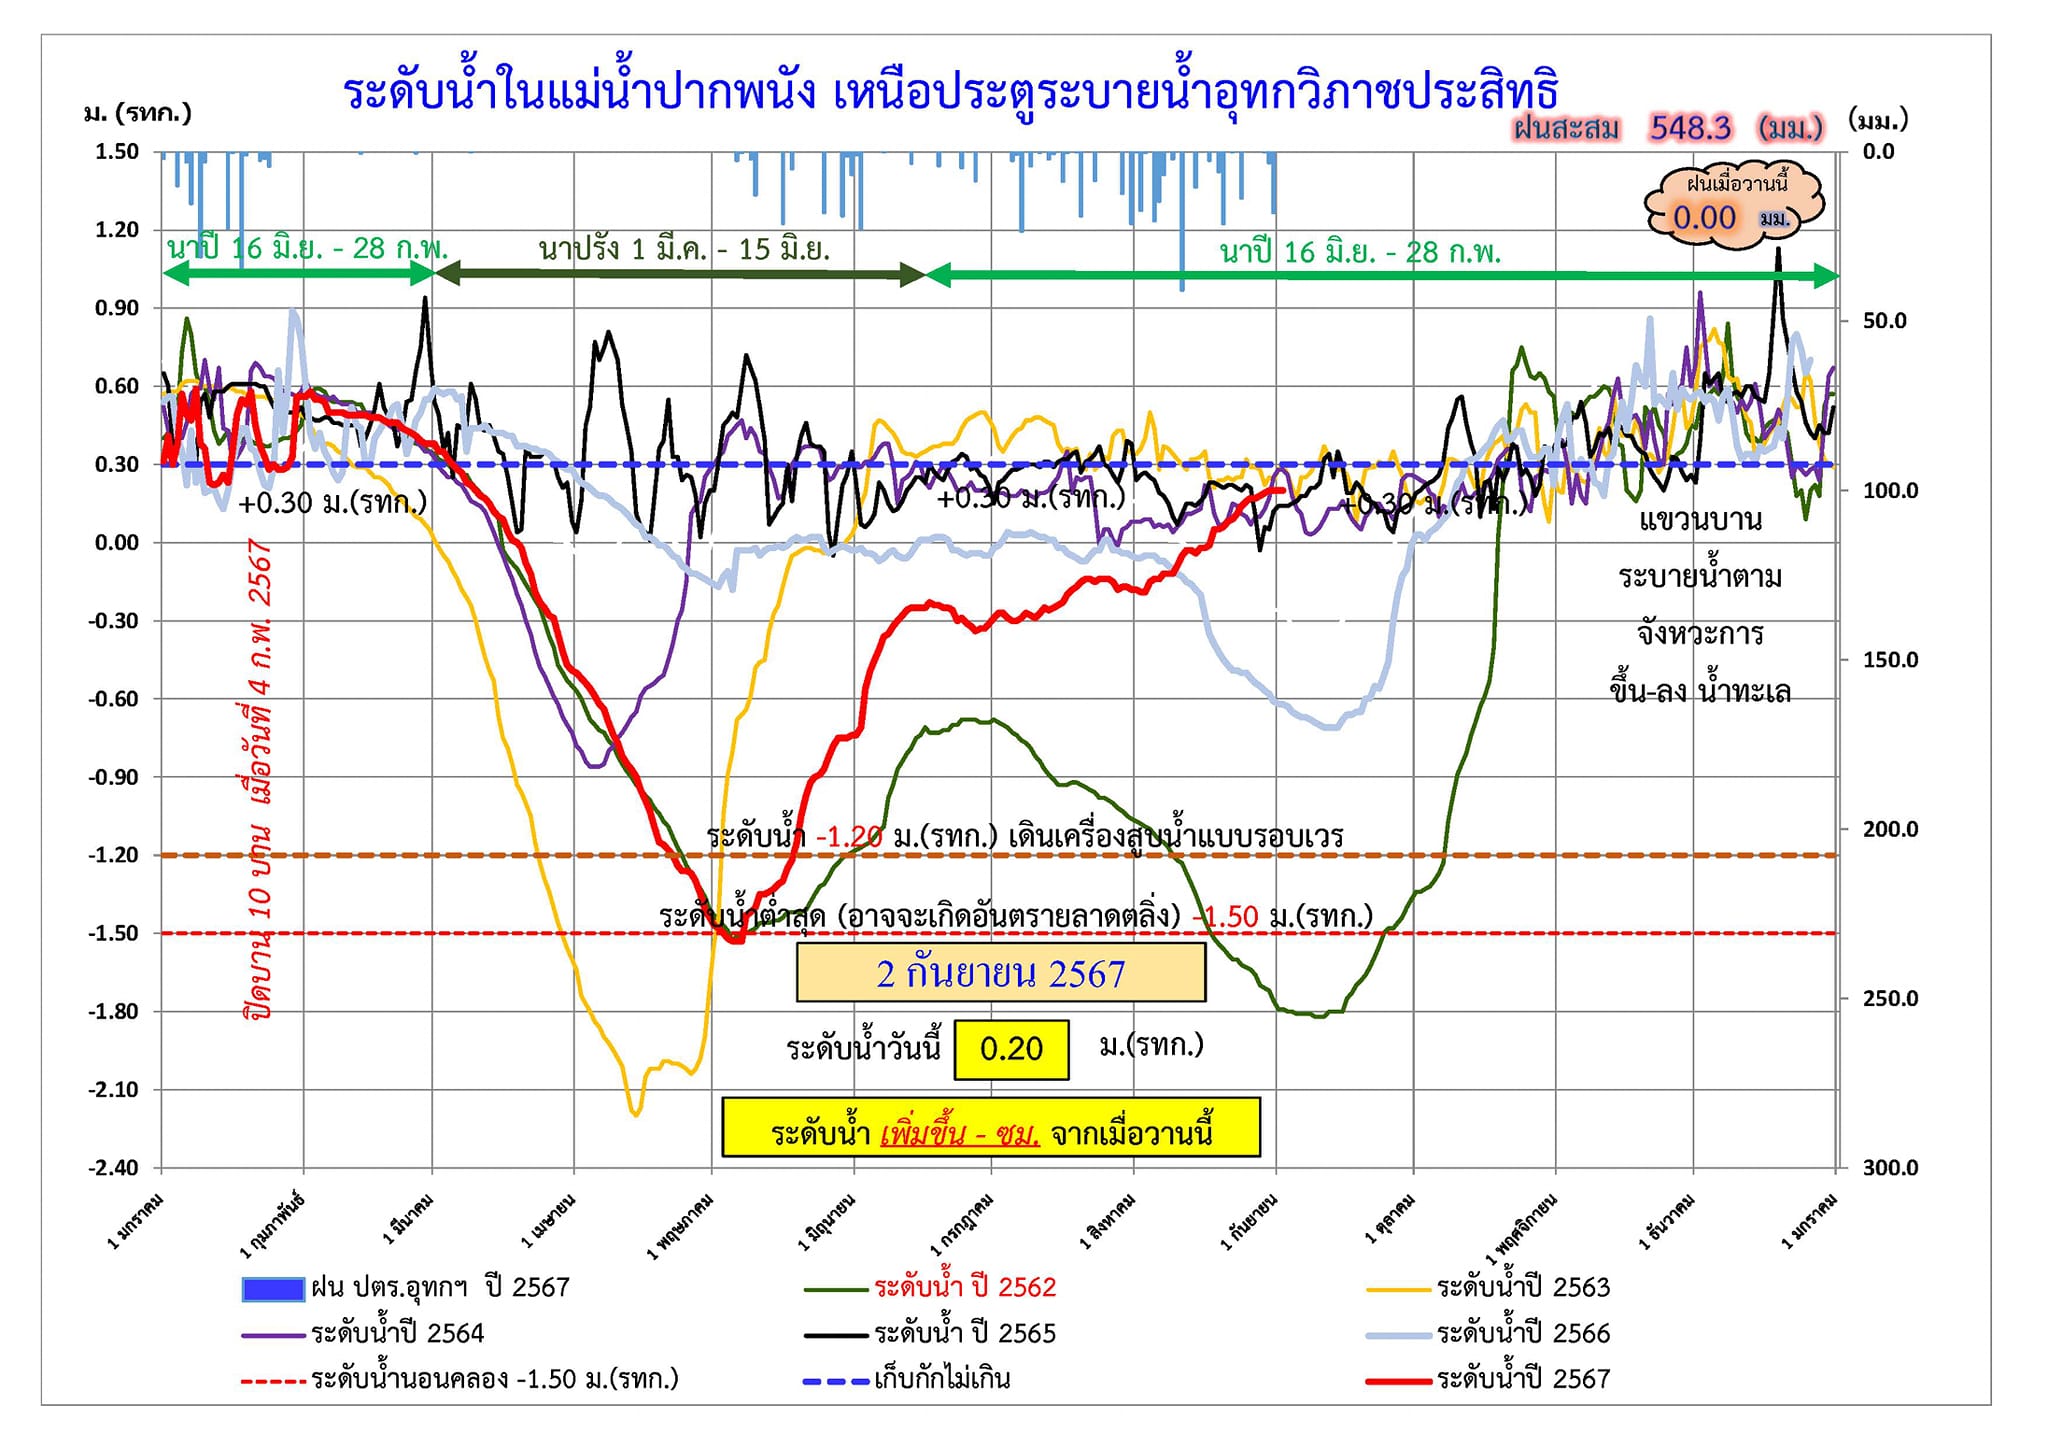 ระดับน้ำในแม่น้ำปากพนัง เหนือประตูระบายน้ำอุทกวิภาชประสิทธิ
ม. (รทก.)
ฝนสะสม 548.3 (มม.)
(มม.)
ฝนเมื่อวานนี้
0.00 มม.
1.50
1.20
0.90
0.60
0.30
0.00
-0.30
-0.60
-0.90
-1.20
-1.50
-1.80
-2.10
-2.40
0.0
50.0
100.0
150.0
200.0
250.0
300.0
นาปี 16 มิ.ย. - 28 ก.พ.
นาปรัง 1 มี.ค. - 15 มิ.ย.
นาปี 16 มิ.ย. - 28 ก.พ.
+0.30 ม.(รทก.)
+0.30 ม.(รทก.)
+0.30 ม.(รทก.)
ปิดบาน 10 บาน เมื่อวันที่ 4 ก.พ. 2567
แขวนบาน
ระบายน้ำตาม
จังหวะการ
ขึ้น-ลง น้ำทะเล
ระดับน้ำ -1.20 ม.(รทก.) เดินเครื่องสูบน้ำแบบรอบเวร
ระดับน้ำต่ำสุด (อาจจะเกิดอันตรายลาดตลิ่ง) -1.50 ม.(รทก.)
2 กันยายน 2567
ระดับน้ำวันนี้ 0.20 ม.(รทก.)
ระดับน้ำ เพิ่มขึ้น - ซม. จากเมื่อวานนี้
1 มกราคม
1 กุมภาพันธ์
1 มีนาคม
1 เมษายน
1 พฤษภาคม
1 มิถุนายน
1 กรกฎาคม
1 สิงหาคม
1 กันยายน
1 ตุลาคม
1 พฤศจิกายน
1 ธันวาคม
1 มกราคม
ฝน ปตร.อุทกฯ ปี 2567
ระดับน้ำ ปี 2562
ระดับน้ำปี 2563
ระดับน้ำปี 2564
ระดับน้ำ ปี 2565
ระดับน้ำปี 2566
ระดับน้ำนอนคลอง -1.50 ม.(รทก.)
เก็บกักไม่เกิน
ระดับน้ำปี 2567